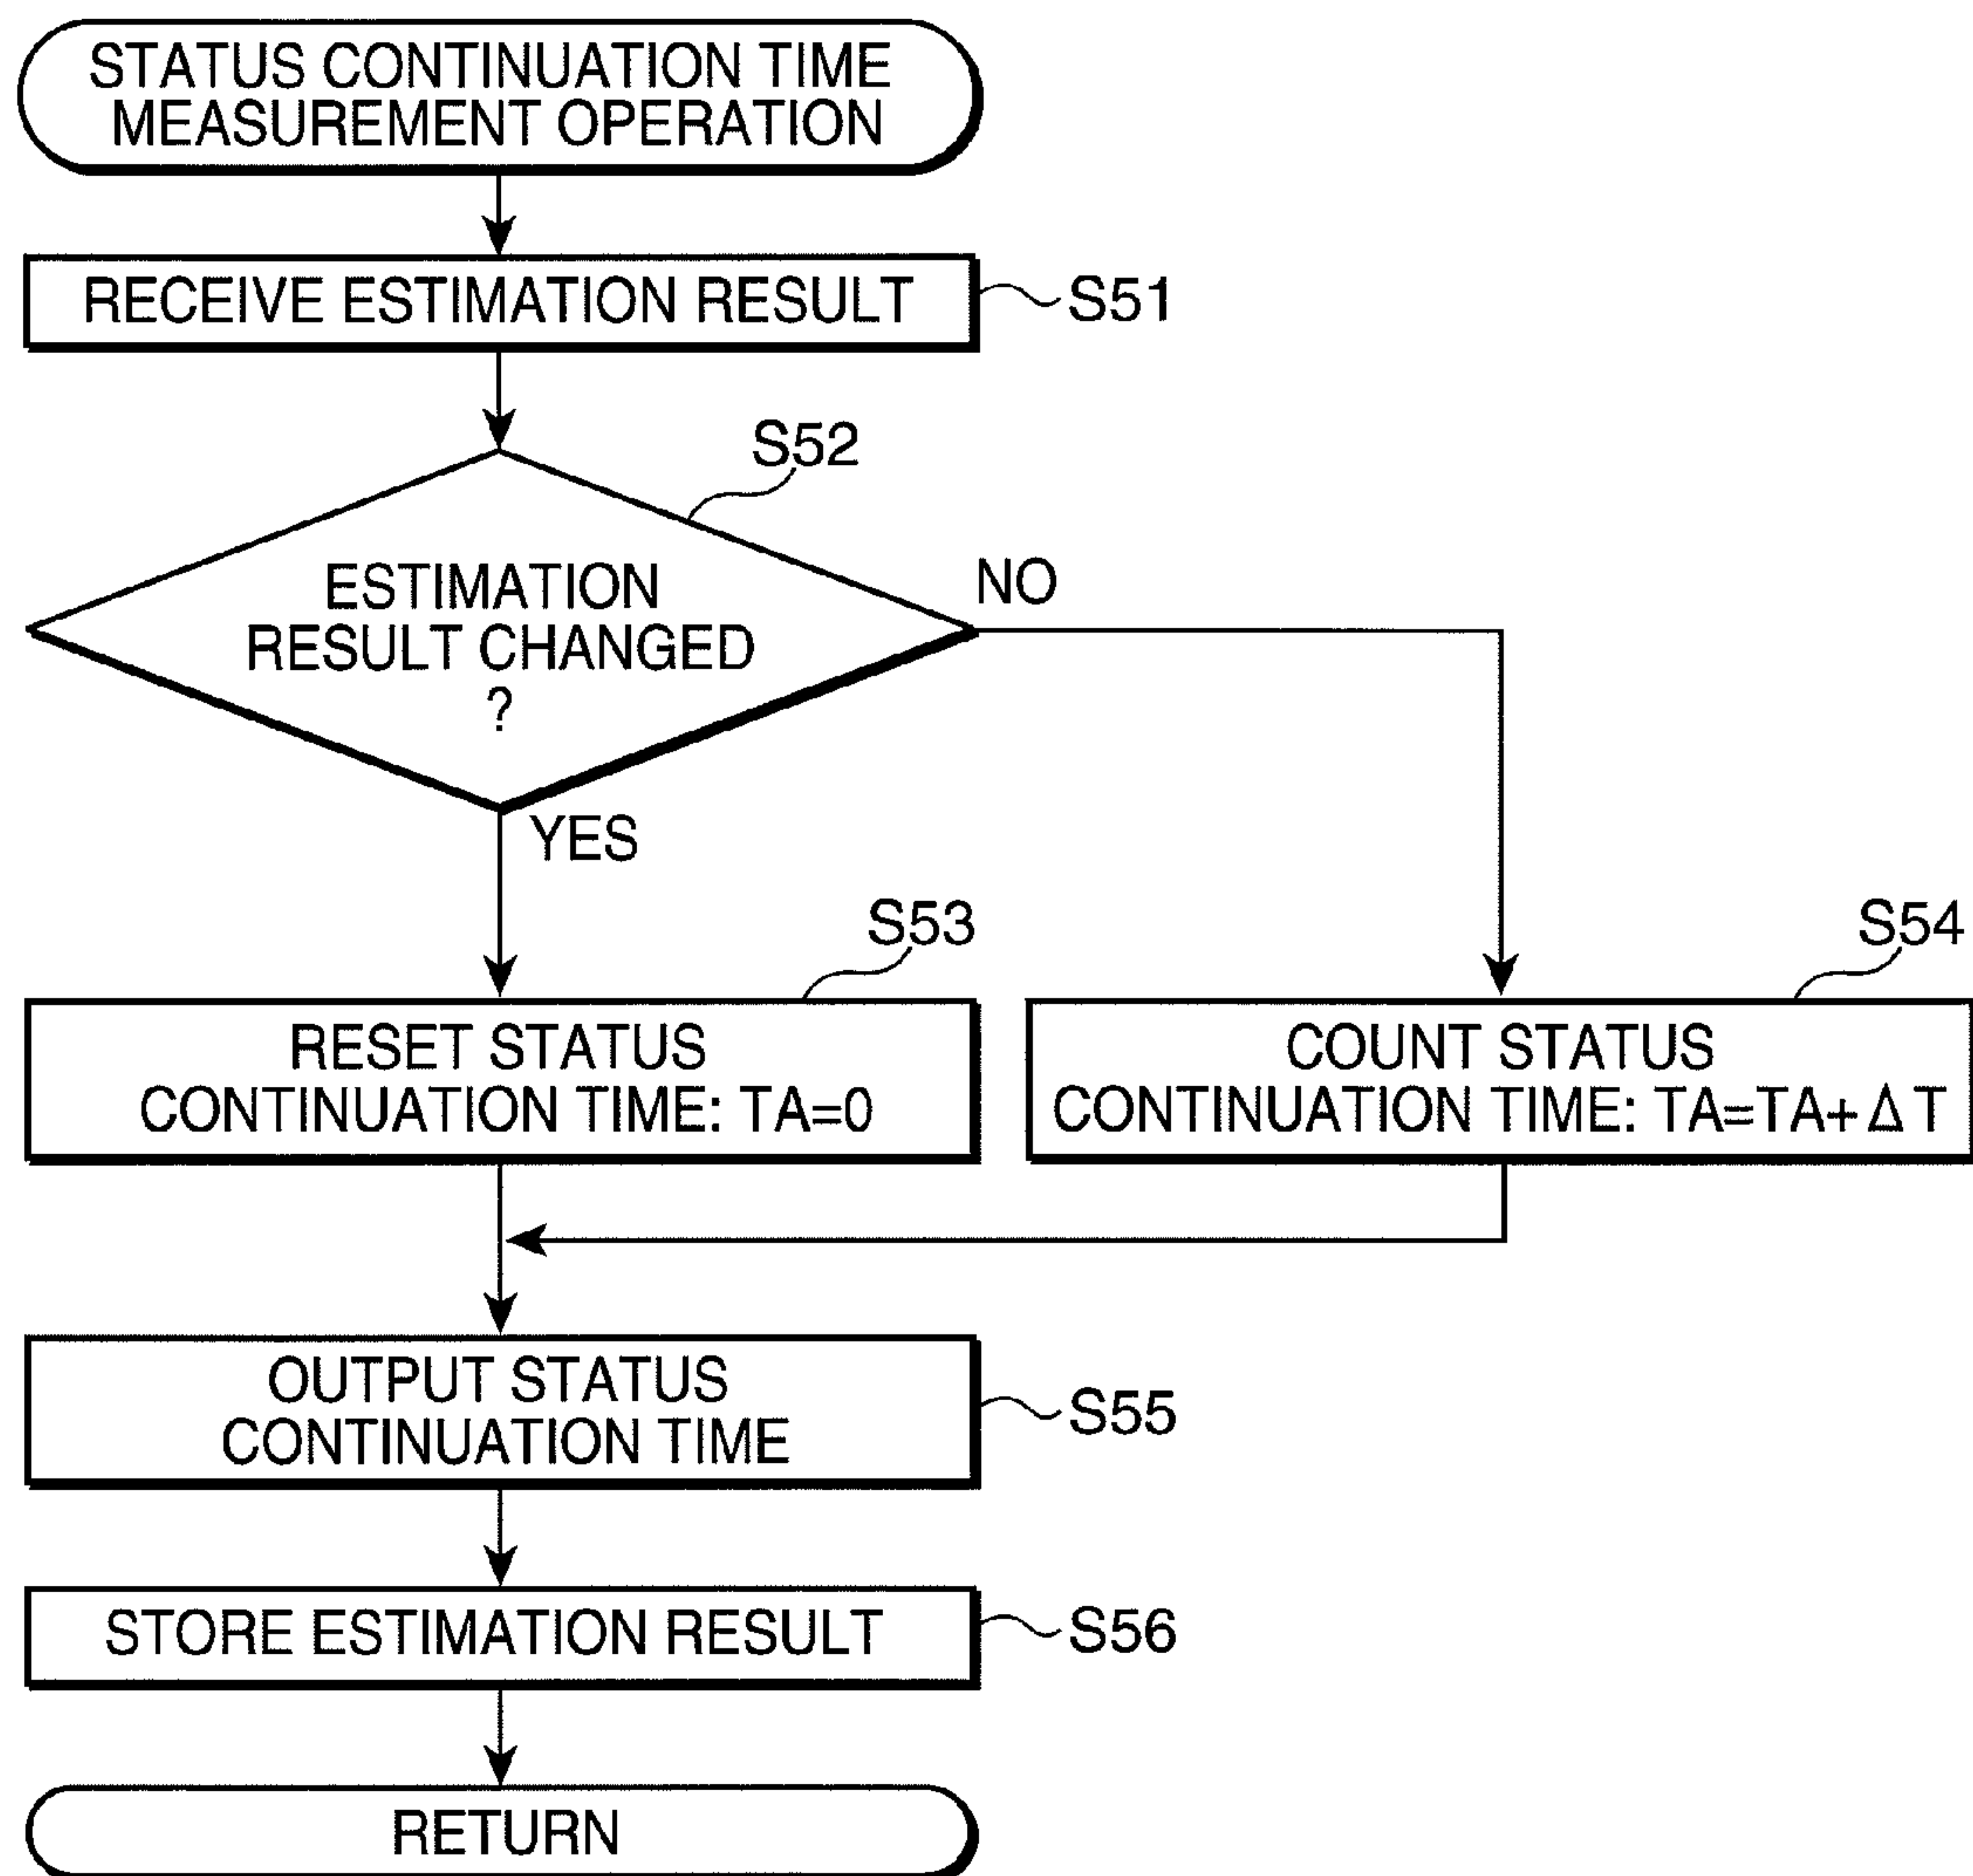 STATUS CONTINUATION TIME
MEASUREMENT OPERATION
RECEIVE ESTIMATION RESULT
S51
S52
ESTIMATION
RESULT CHANGED
?
NO
YES
S53
RESET STATUS
CONTINUATION TIME: TA=0
S54
COUNT STATUS
CONTINUATION TIME: TA=TA+ΔT
OUTPUT STATUS
CONTINUATION TIME
S55
STORE ESTIMATION RESULT
S56
RETURN